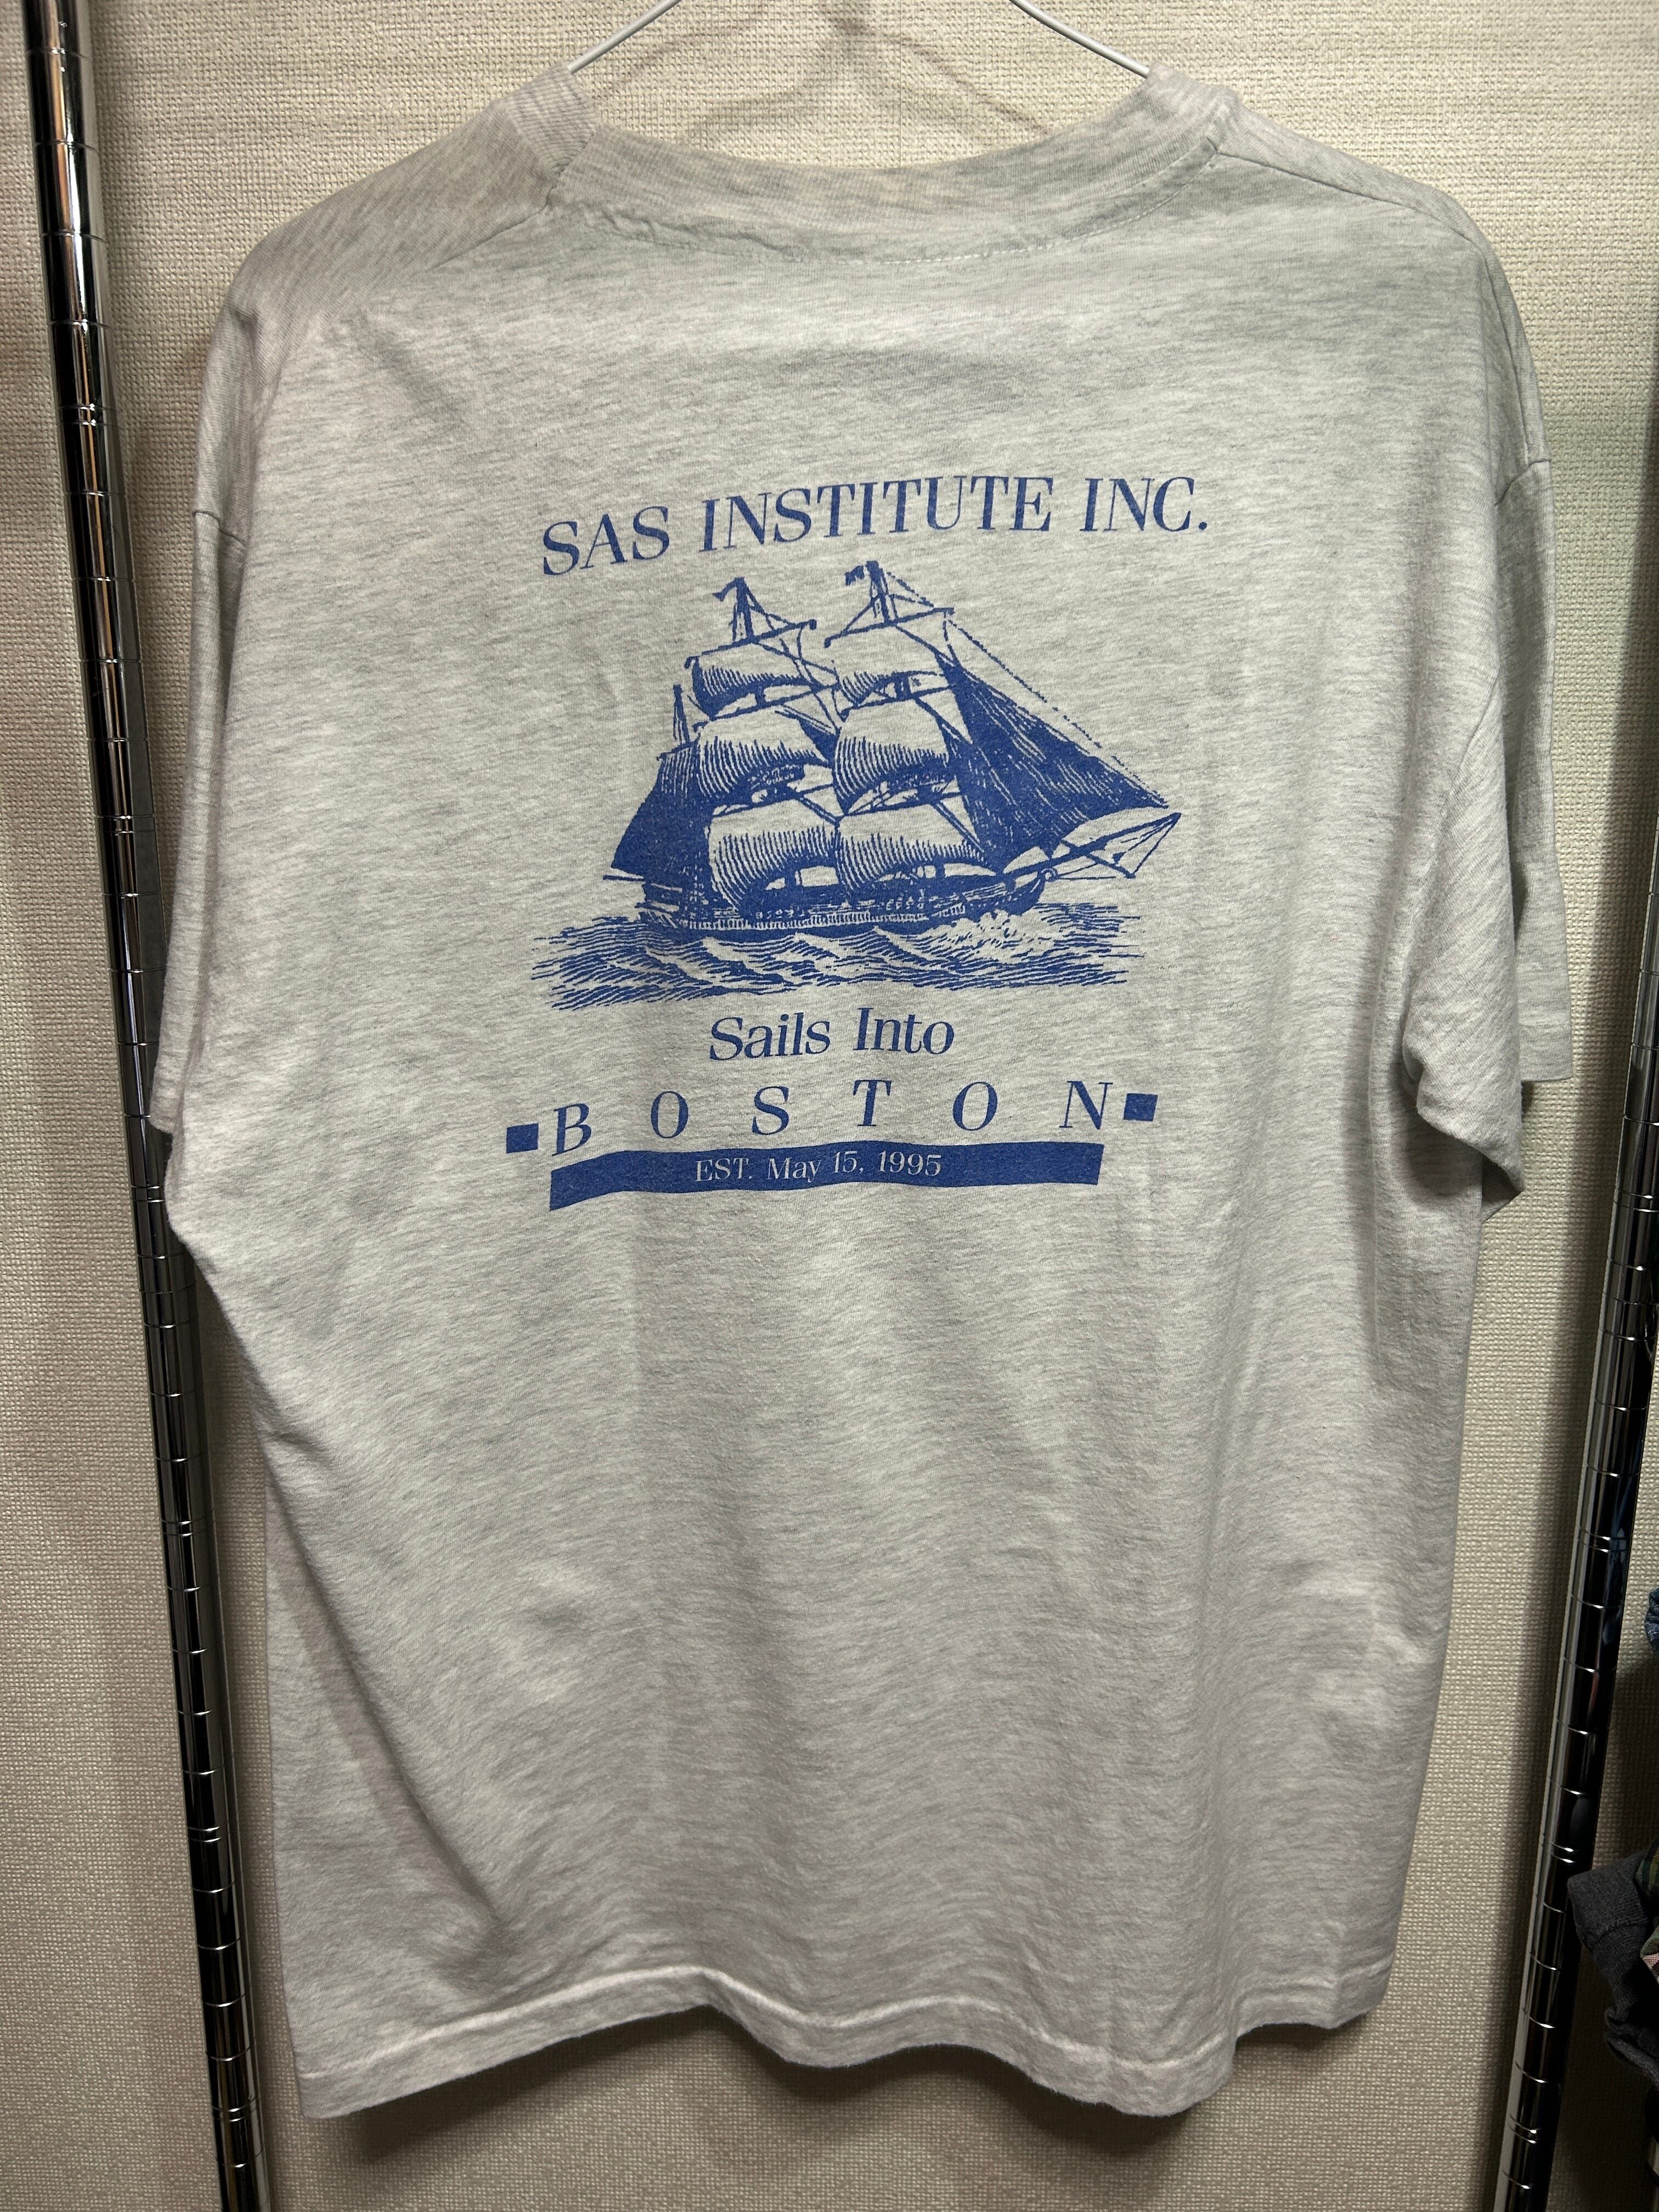 SAS INSTITUTE INC.
Sails Into
BOSTON
EST. May 15, 1995